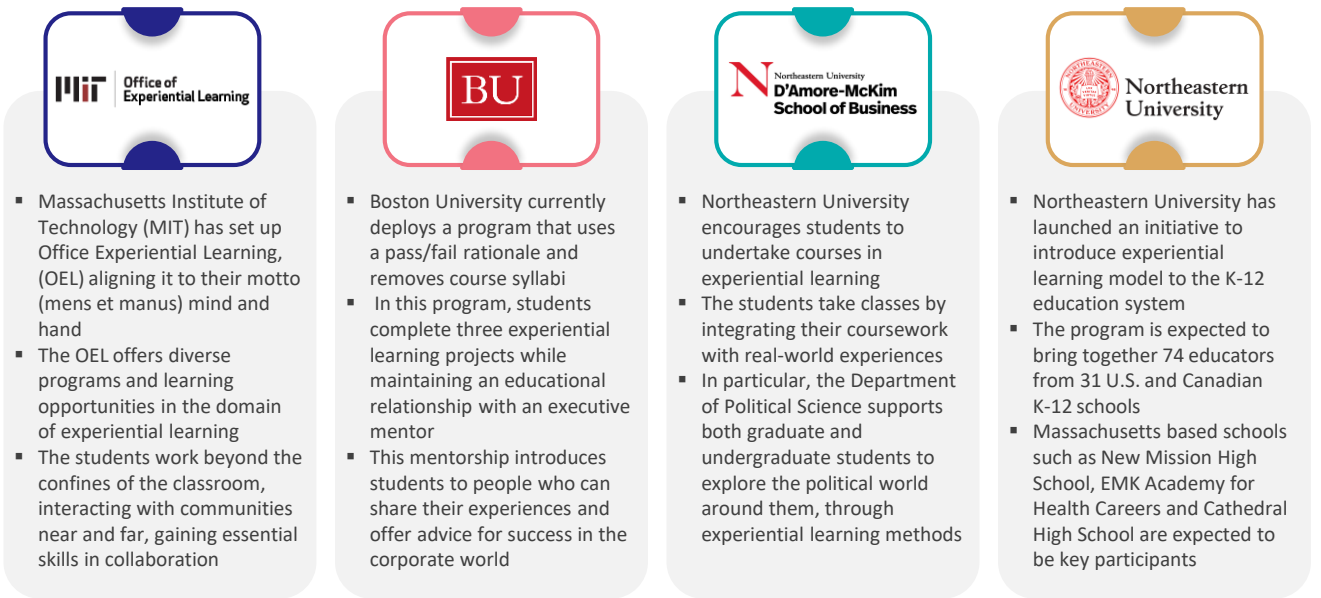 MIT
Office of
Experiential Learning
▪ Massachusetts Institute of
Technology (MIT) has set up
Office Experiential Learning,
(OEL) aligning it to their motto
(mens et manus) mind and
hand
▪ The OEL offers diverse
programs and learning
opportunities in the domain
of experiential learning
▪ The students work beyond the
confines of the classroom,
interacting with communities
near and far, gaining essential
skills in collaboration
BU
▪ Boston University currently
deploys a program that uses
a pass/fail rationale and
removes course syllabi
▪ In this program, students
complete three experiential
learning projects while
maintaining an educational
relationship with an executive
mentor
▪ This mentorship introduces
students to people who can
share their experiences and
offer advice for success in the
corporate world
N
Northeastern University
D'Amore-McKim
School of Business
▪ Northeastern University
encourages students to
undertake courses in
experiential learning
▪ The students take classes by
integrating their coursework
with real-world experiences
▪ In particular, the Department
of Political Science supports
both graduate and
undergraduate students to
explore the political world
around them, through
experiential learning methods
Northeastern
University
▪ Northeastern University has
launched an initiative to
introduce experiential
learning model to the K-12
education system
▪ The program is expected to
bring together 74 educators
from 31 U.S. and Canadian
K-12 schools
▪ Massachusetts based schools
such as New Mission High
School, EMK Academy for
Health Careers and Cathedral
High School are expected to
be key participants